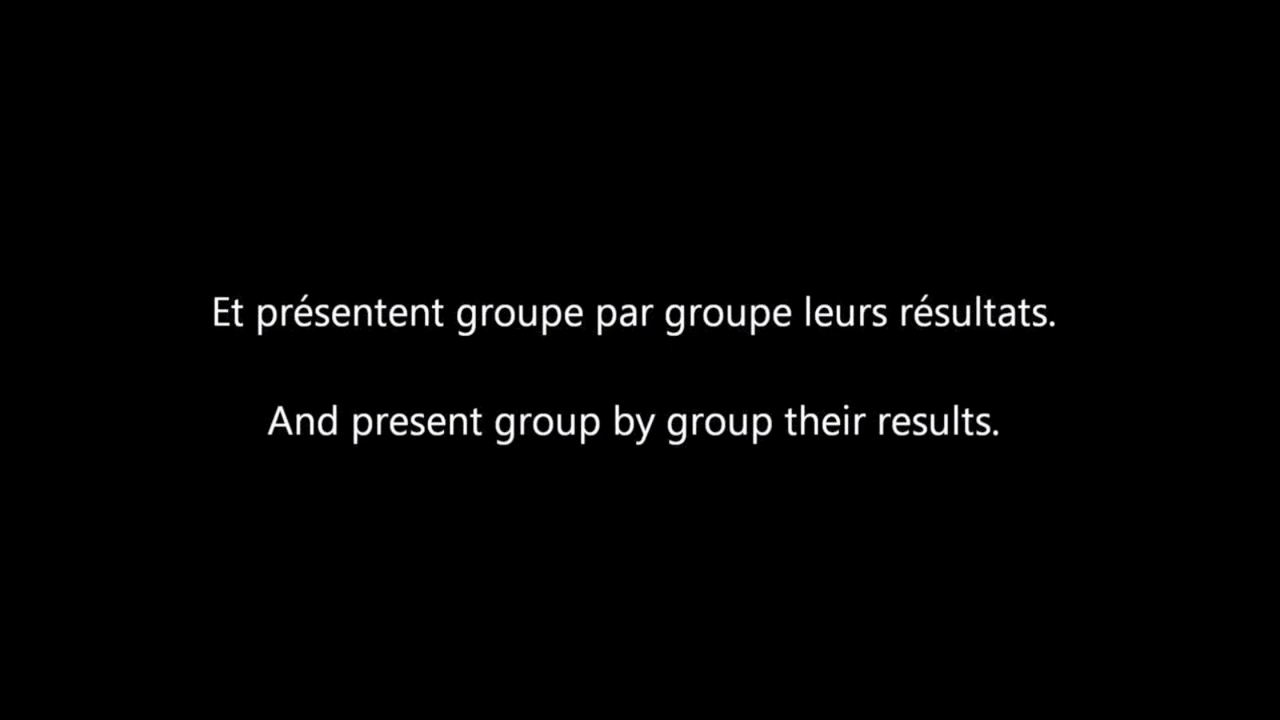 Et présentent groupe par groupe leurs résultats.
And present group by group their results.